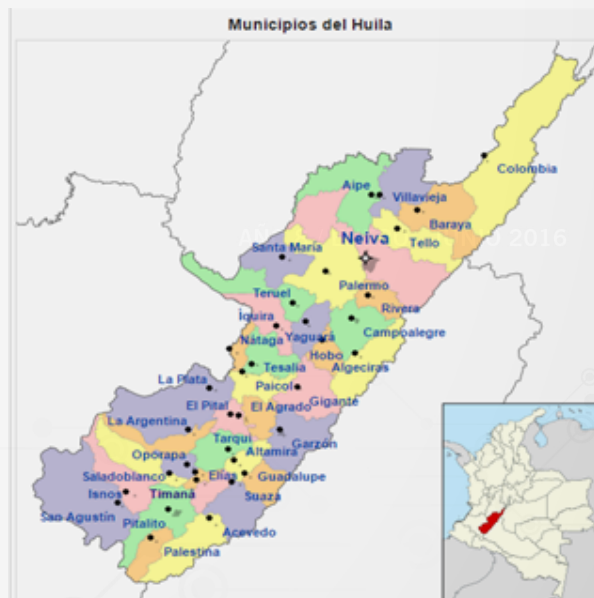 Municipios del Huila
Colombia
Aipe
Villavieja
Baraya
Neiva
Tello
2016
Santa María
Palermo
Teruel
Rivera
Íquira
Yaguará
Campoalegre
Nátaga
Hobo
Tesalia
Algeciras
La Plata
Paicol
Gigante
El Pital
El Agrado
La Argentina
Garzón
Tarqui
Altamira
Oporapa
Saladoblanco
Elías
Guadalupe
Isnos
Timaná
Suaza
San Agustín
Pitalito
Acevedo
Palestina